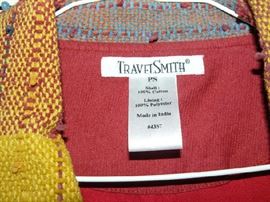 TRAVELSMITH
PS
Shell :
100% Cotton
Lining :
100% Polyester
Made in India
#4357